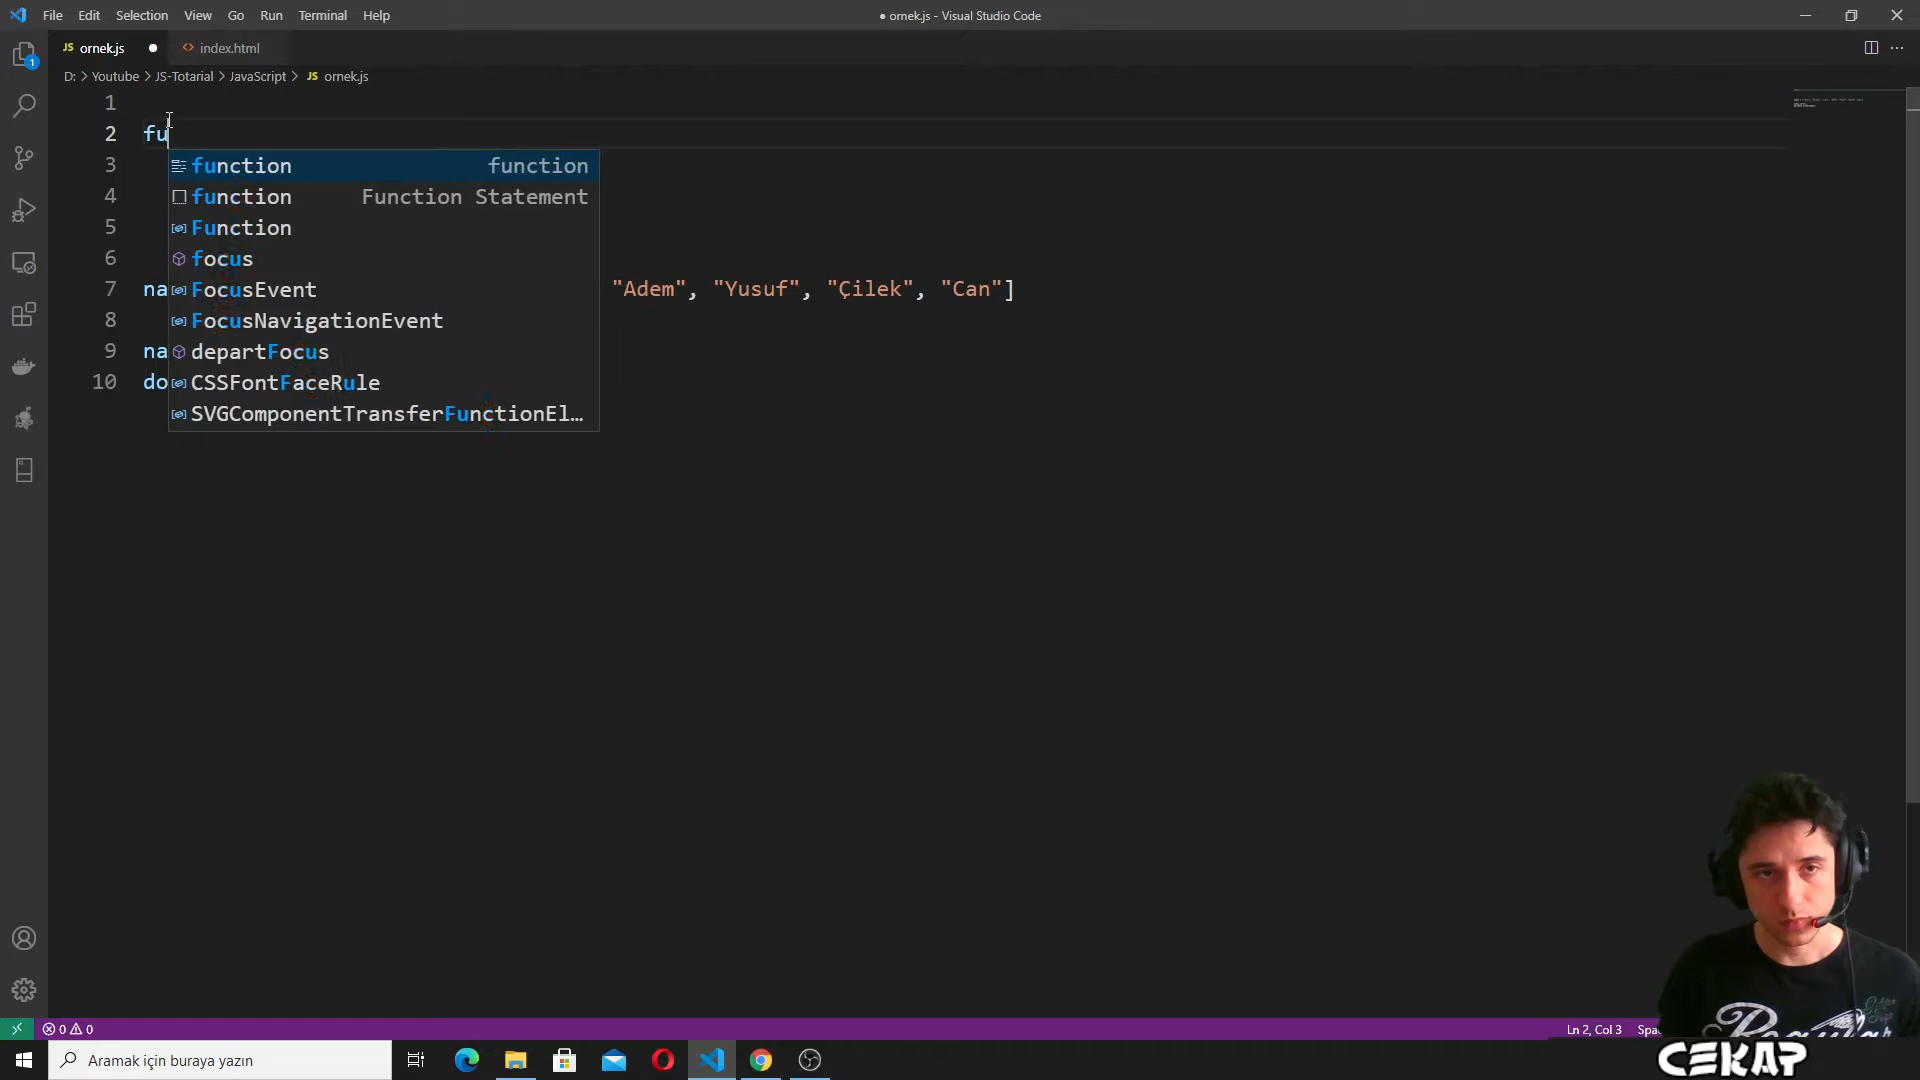 File Edit Selection View Go Run Terminal Help
● ornek.js - Visual Studio Code
JS ornek.js
<> index.html
D: > Youtube > JS-Totarial > JavaScript > JS ornek.js
1
2 fu
function function
3
function Function Statement
4
Function
5
focus
6
FocusEvent
7 na "Adem", "Yusuf", "Çilek", "Can"]
FocusNavigationEvent
8
departFocus
9 na
CSSFontFaceRule
10 do
SVGComponentTransferFunctionEl…
1
0 0
Ln 2, Col 3
Spa
Aramak için buraya yazın
CEKAP